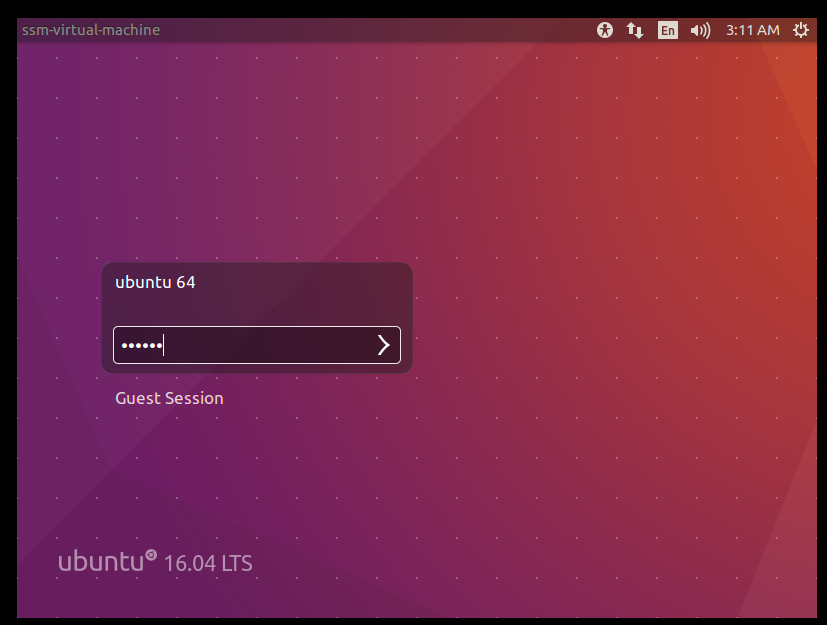 ssm-virtual-machine
En
3:11 AM
ubuntu 64
••••••
Guest Session
ubuntu 16.04 LTS